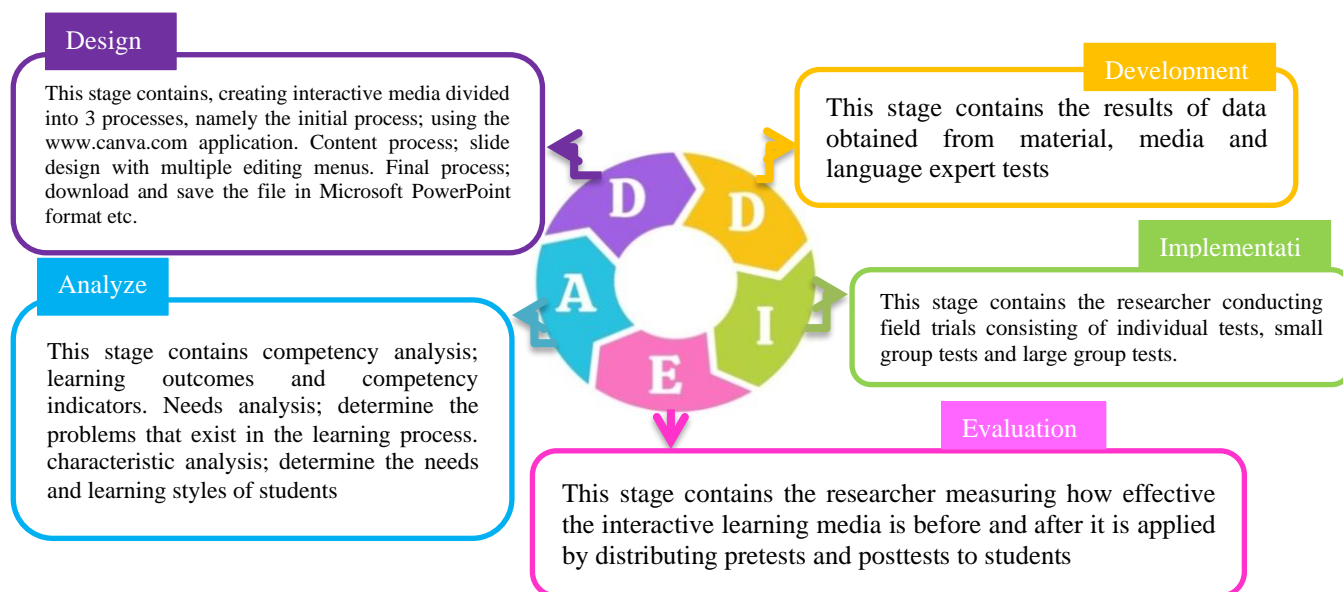 Design
This stage contains, creating interactive media divided
into 3 processes, namely the initial process; using the
www.canva.com application. Content process; slide
design with multiple editing menus. Final process;
download and save the file in Microsoft PowerPoint
format etc.
Development
This stage contains the results of data
obtained from material, media and
language expert tests
D
D
Analyze
This stage contains competency analysis;
learning outcomes and competency
indicators. Needs analysis; determine the
problems that exist in the learning process.
characteristic analysis; determine the needs
and learning styles of students
A
I
E
Implementati
This stage contains the researcher conducting
field trials consisting of individual tests, small
group tests and large group tests.
Evaluation
This stage contains the researcher measuring how effective
the interactive learning media is before and after it is applied
by distributing pretests and posttests to students